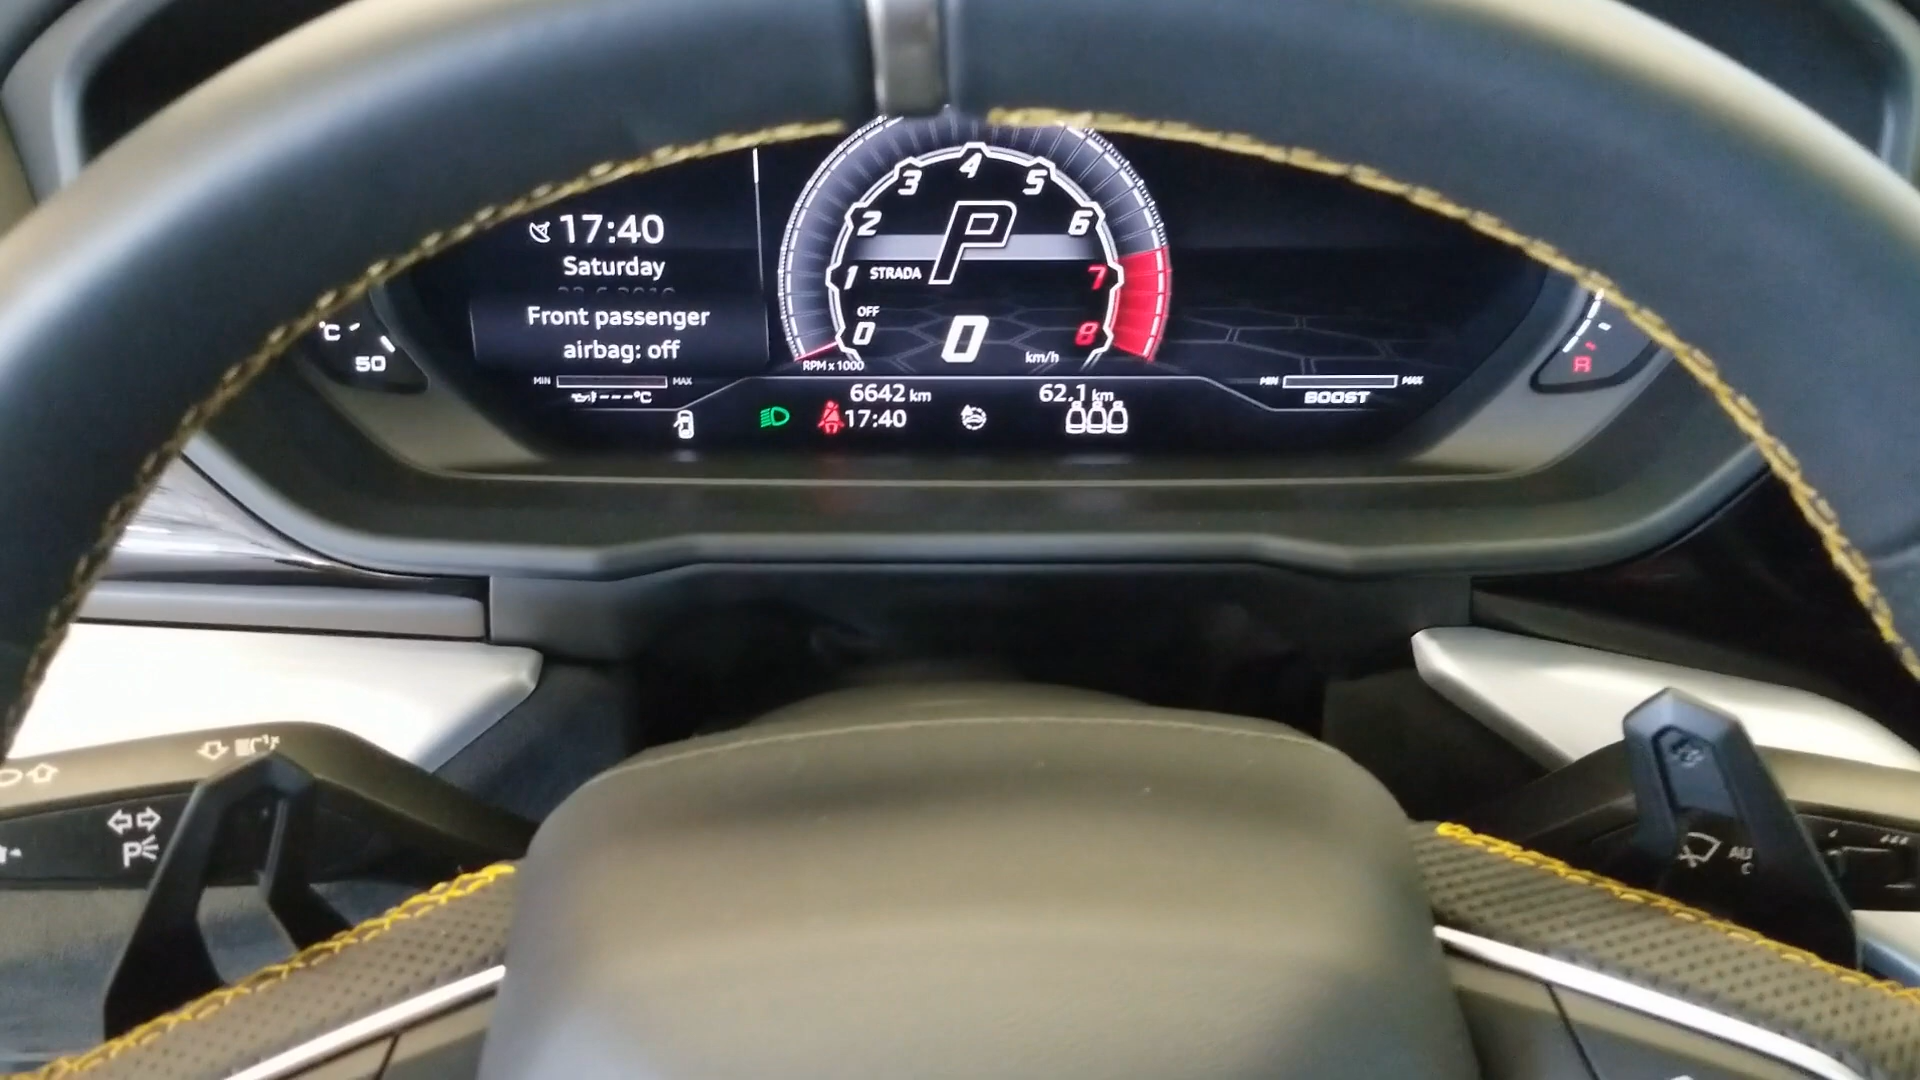 17:40
Saturday
Front passenger
airbag: off
°C
50
MIN MAX
---°C
0 1 2 3 4 5 6 7 8
P
STRADA
OFF
0
km/h
RPM x 1000
6642 km
62.1 km
17:40
MIN MAX
BOOST
R
P